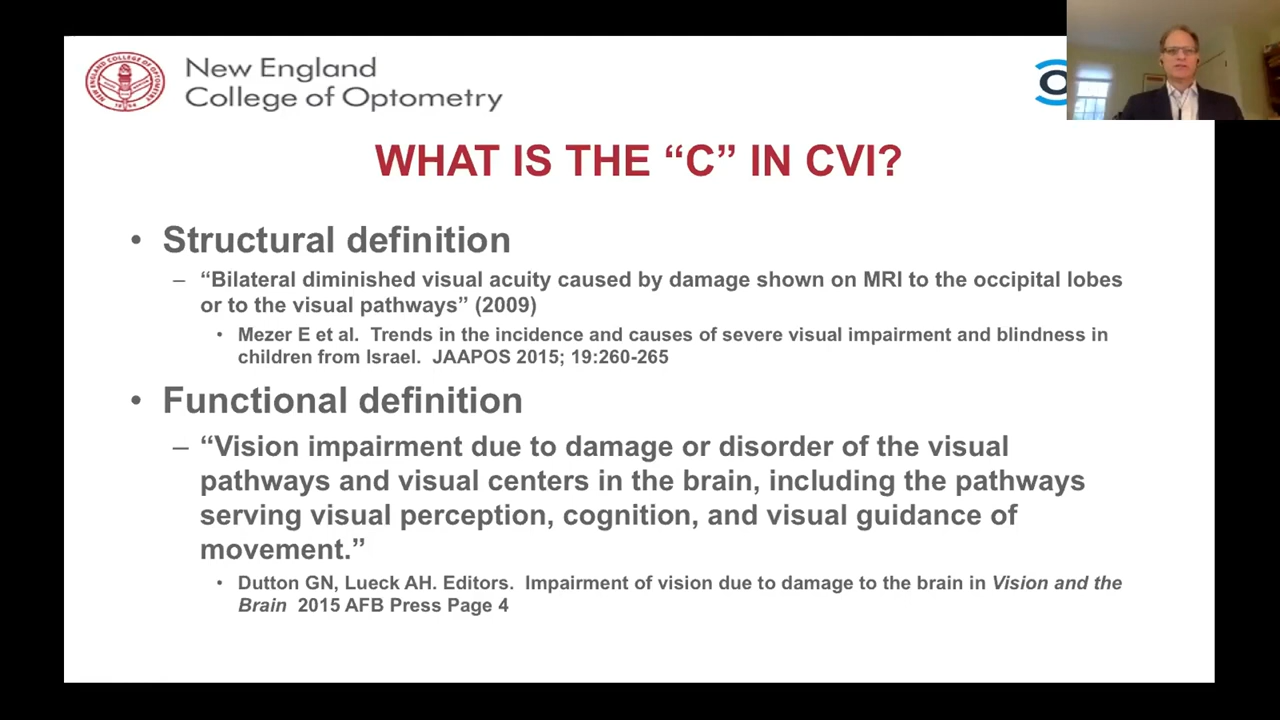 New England
College of Optometry
WHAT IS THE “C” IN CVI?
• Structural definition
– “Bilateral diminished visual acuity caused by damage shown on MRI to the occipital lobes
or to the visual pathways” (2009)
• Mezer E et al.  Trends in the incidence and causes of severe visual impairment and blindness in
children from Israel.  JAAPOS 2015; 19:260-265
• Functional definition
– “Vision impairment due to damage or disorder of the visual
pathways and visual centers in the brain, including the pathways
serving visual perception, cognition, and visual guidance of
movement.”
• Dutton GN, Lueck AH. Editors.  Impairment of vision due to damage to the brain in Vision and the
Brain  2015 AFB Press Page 4